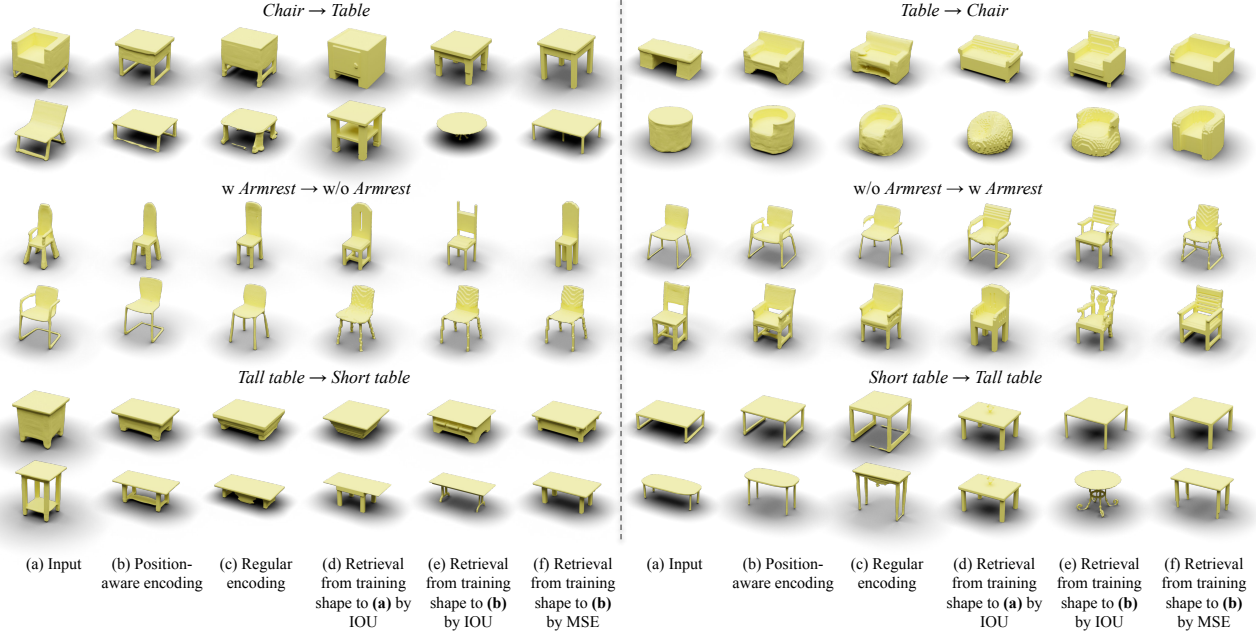 Chair → Table
Table → Chair
w Armrest → w/o Armrest
w/o Armrest → w Armrest
Tall table → Short table
Short table → Tall table
(a) Input
(b) Position-
aware encoding
(c) Regular
encoding
(d) Retrieval
from training
shape to (a) by
IOU
(e) Retrieval
from training
shape to (b)
by IOU
(f) Retrieval
from training
shape to (b)
by MSE
(a) Input
(b) Position-
aware encoding
(c) Regular
encoding
(d) Retrieval
from training
shape to (a) by
IOU
(e) Retrieval
from training
shape to (b)
by IOU
(f) Retrieval
from training
shape to (b)
by MSE